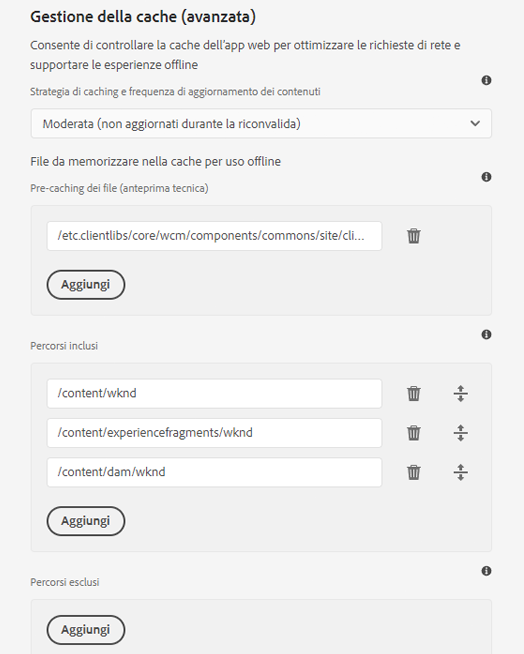 Gestione della cache (avanzata)
Consente di controllare la cache dell'app web per ottimizzare le richieste di rete e
supportare le esperienze offline
Strategia di caching e frequenza di aggiornamento dei contenuti
Moderata (non aggiornati durante la riconvalida)
File da memorizzare nella cache per uso offline
Pre-caching dei file (anteprima tecnica)
/etc.clientlibs/core/wcm/components/commons/site/cli...
Aggiungi
Percorsi inclusi
/content/wknd
/content/experiencefragments/wknd
/content/dam/wknd
Aggiungi
Percorsi esclusi
Aggiungi